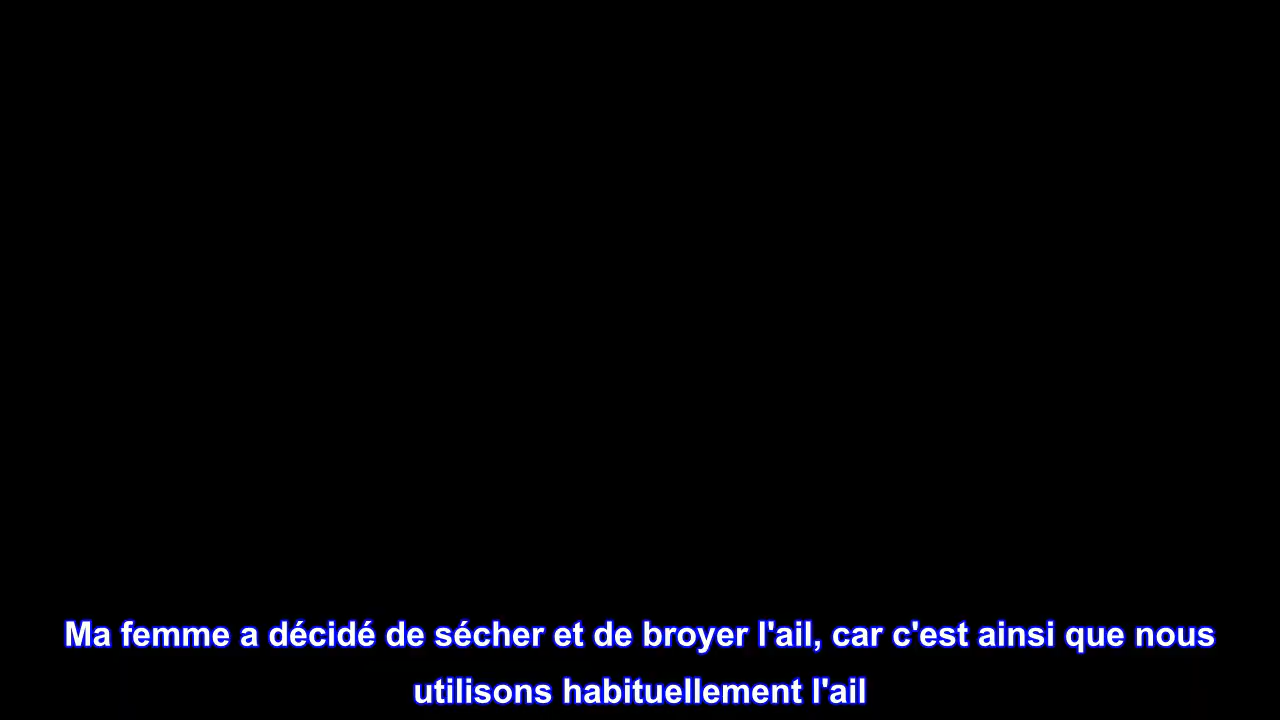 Ma femme a décidé de sécher et de broyer l'ail, car c'est ainsi que nous
utilisons habituellement l'ail